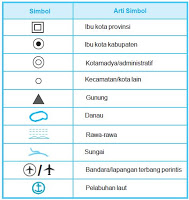 Simbol Arti Simbol
Ibu kota provinsi
Ibu kota kabupaten
Kotamadya/administratif
Kecamatan/kota lain
Gunung
Danau
Rawa-rawa
Sungai
/ Bandara/lapangan terbang perintis
Pelabuhan laut